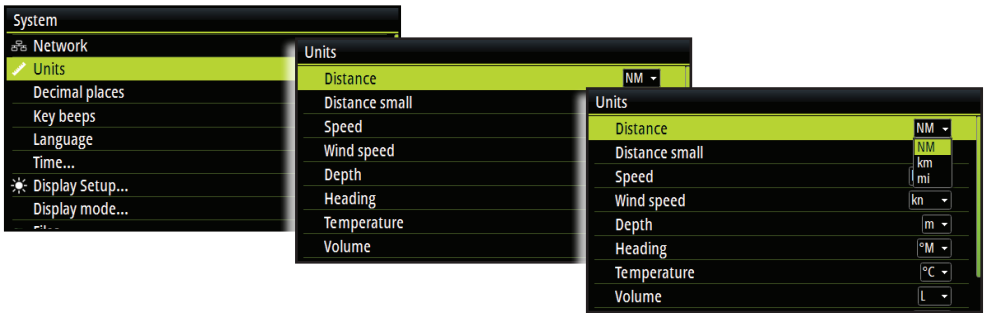 System
Network
Units
Decimal places
Key beeps
Language
Time...
Display Setup...
Display mode...
Units
Distance NM
Distance small
Speed
Wind speed
Depth
Heading
Temperature
Volume
Units
Distance NM
Distance small NM
Speed km
mi
Wind speed kn
Depth m
Heading °M
Temperature °C
Volume L